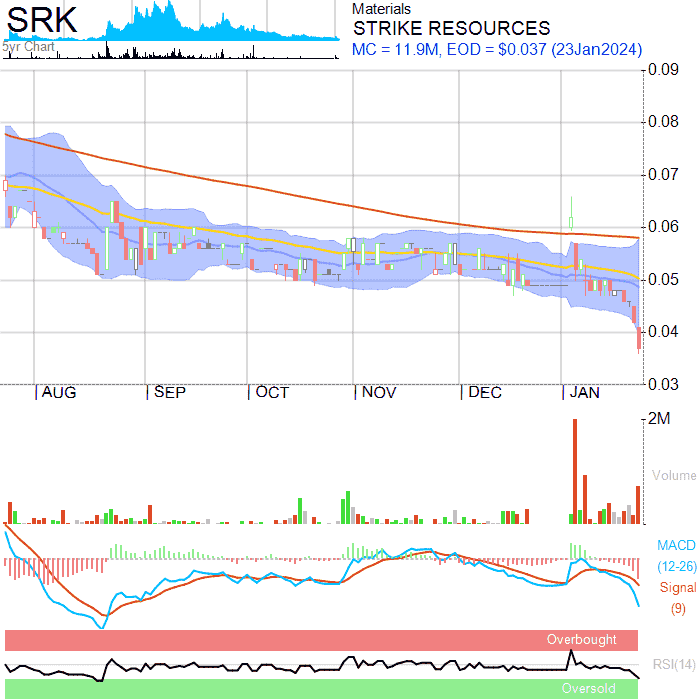 SRK
5yr Chart
Materials
STRIKE RESOURCES
MC = 11.9M, EOD = $0.037 (23Jan2024)
0.09
0.08
0.07
0.06
0.05
0.04
0.03
AUG SEP OCT NOV DEC JAN
2M
Volume
MACD
(12-26)
Signal
(9)
Overbought
RSI(14)
Oversold